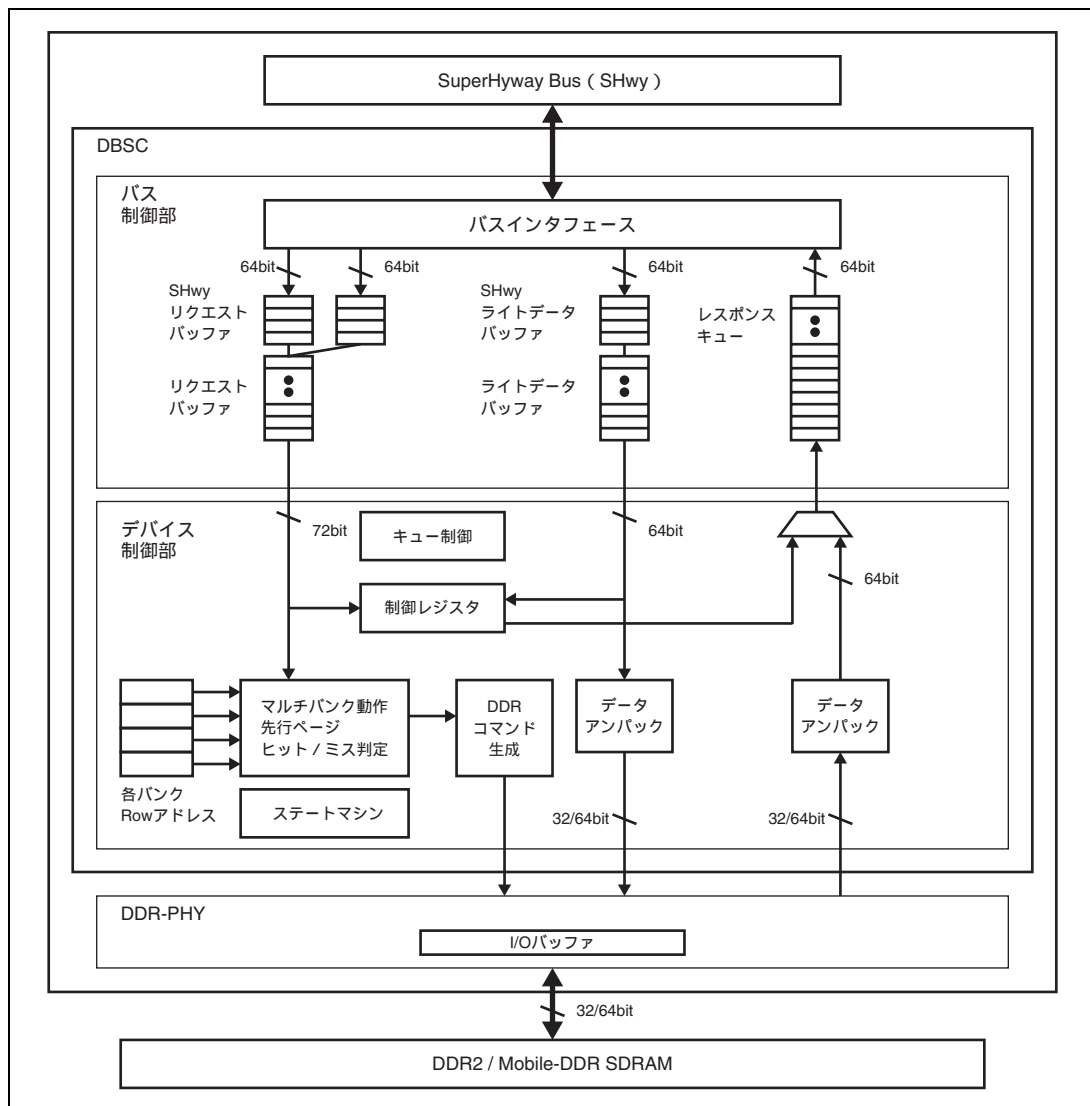 SuperHyway Bus（SHwy）
DBSC
バス
制御部
バスインタフェース
64bit
64bit
64bit
64bit
SHwy
リクエスト
バッファ
SHwy
ライトデータ
バッファ
レスポンス
キュー
リクエスト
バッファ
ライトデータ
バッファ
デバイス
制御部
72bit
キュー制御
64bit
64bit
制御レジスタ
マルチバンク動作
先行ページ
ヒット / ミス判定
DDR
コマンド
生成
データ
アンパック
データ
アンパック
各バンク
Rowアドレス
ステートマシン
32/64bit
32/64bit
DDR-PHY
I/Oバッファ
32/64bit
DDR2 / Mobile-DDR SDRAM